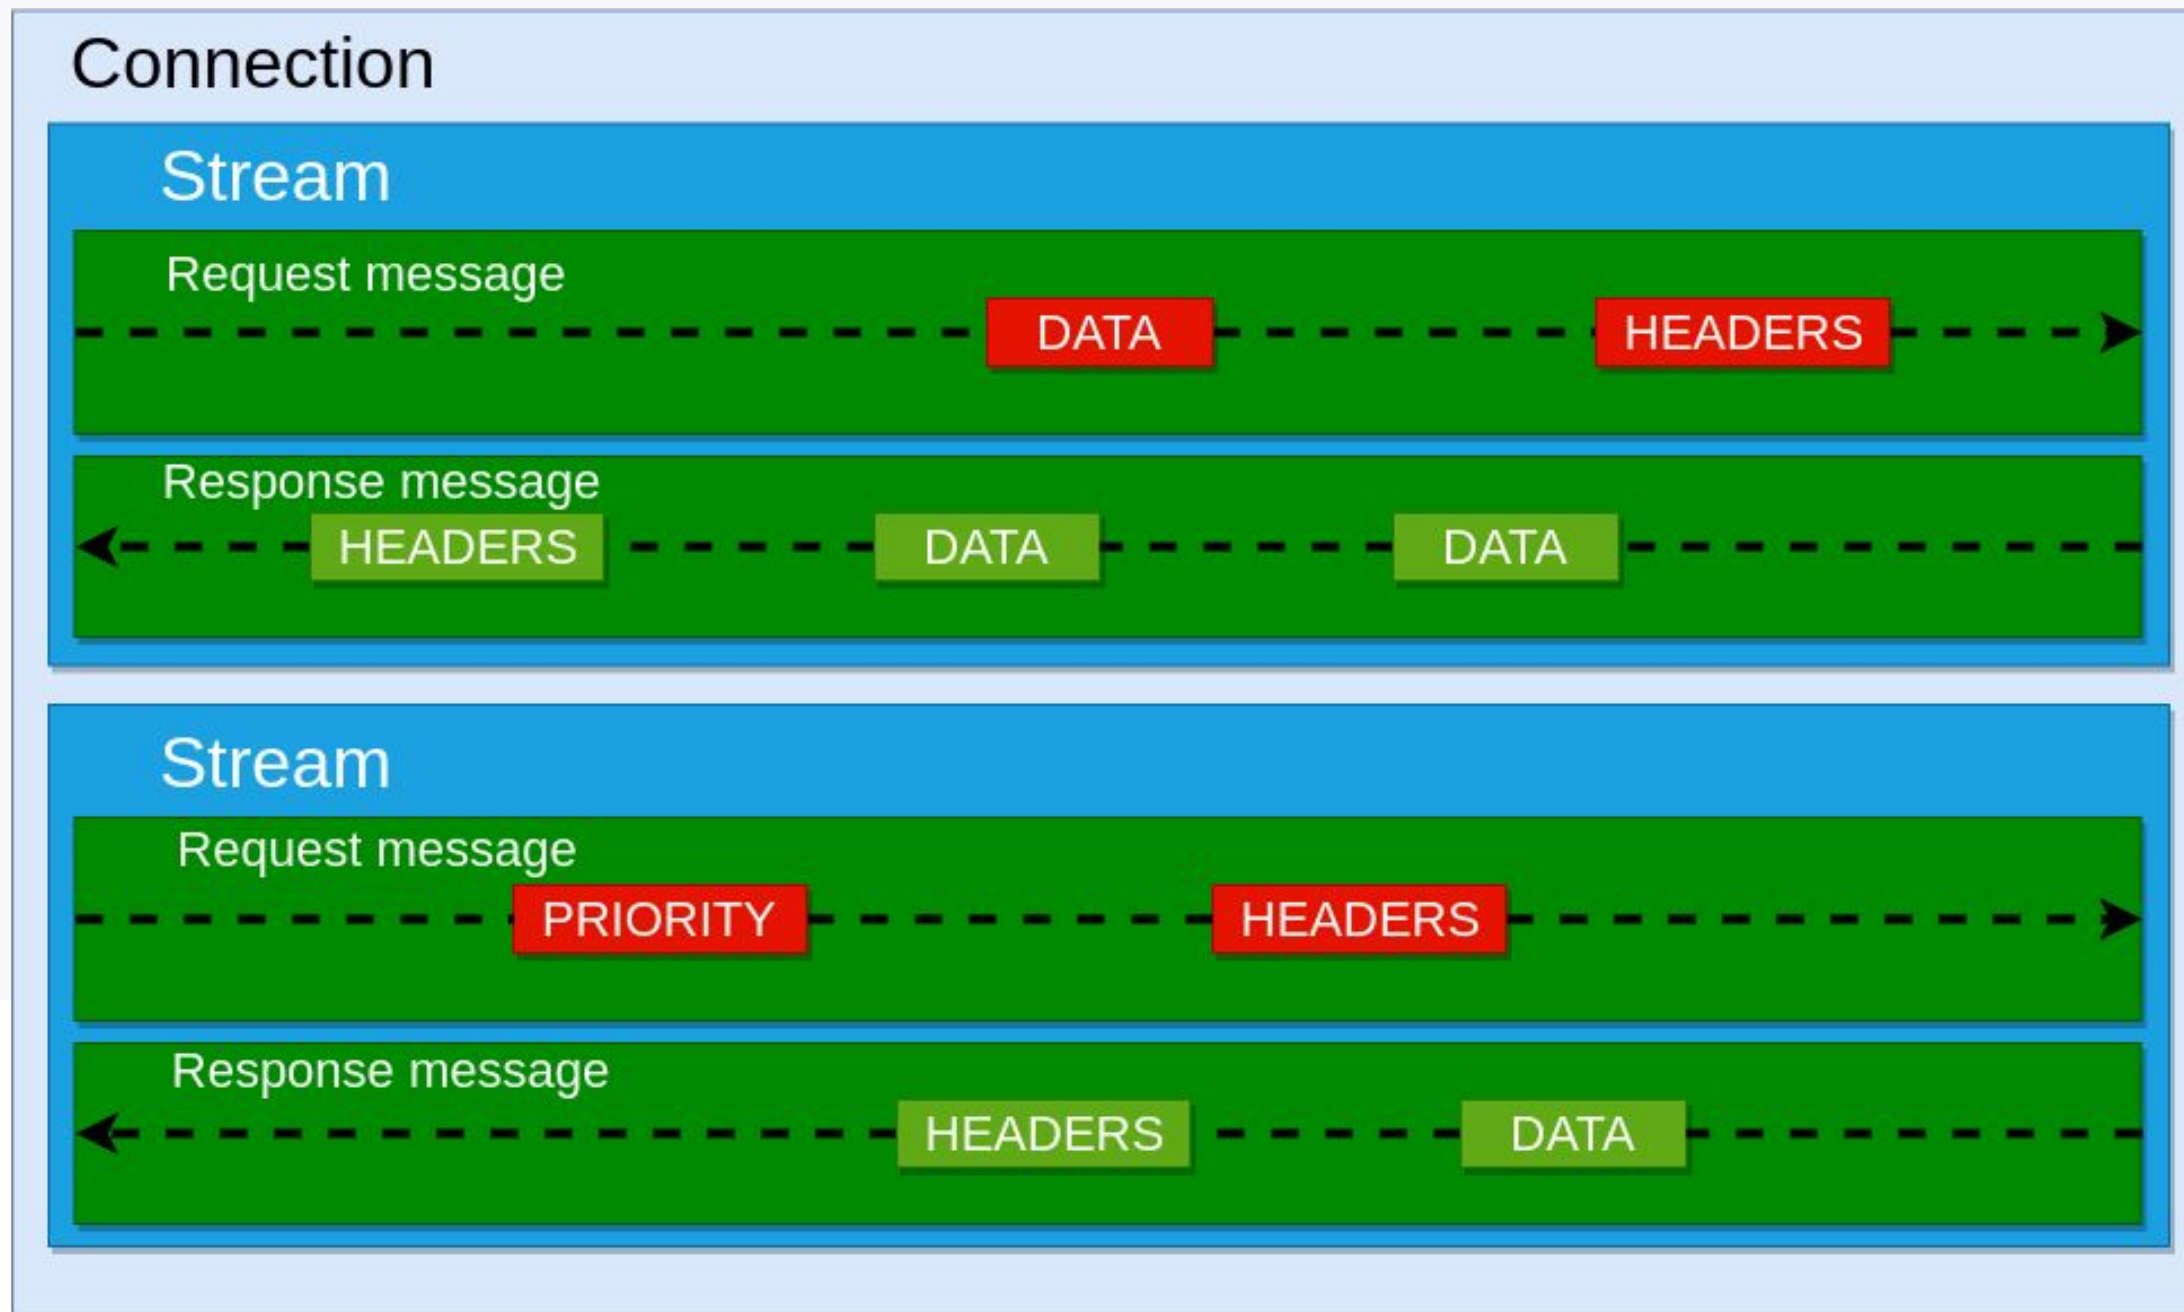 Connection
Stream
Request message
DATA HEADERS
Response message
HEADERS DATA DATA
Stream
Request message
PRIORITY HEADERS
Response message
HEADERS DATA